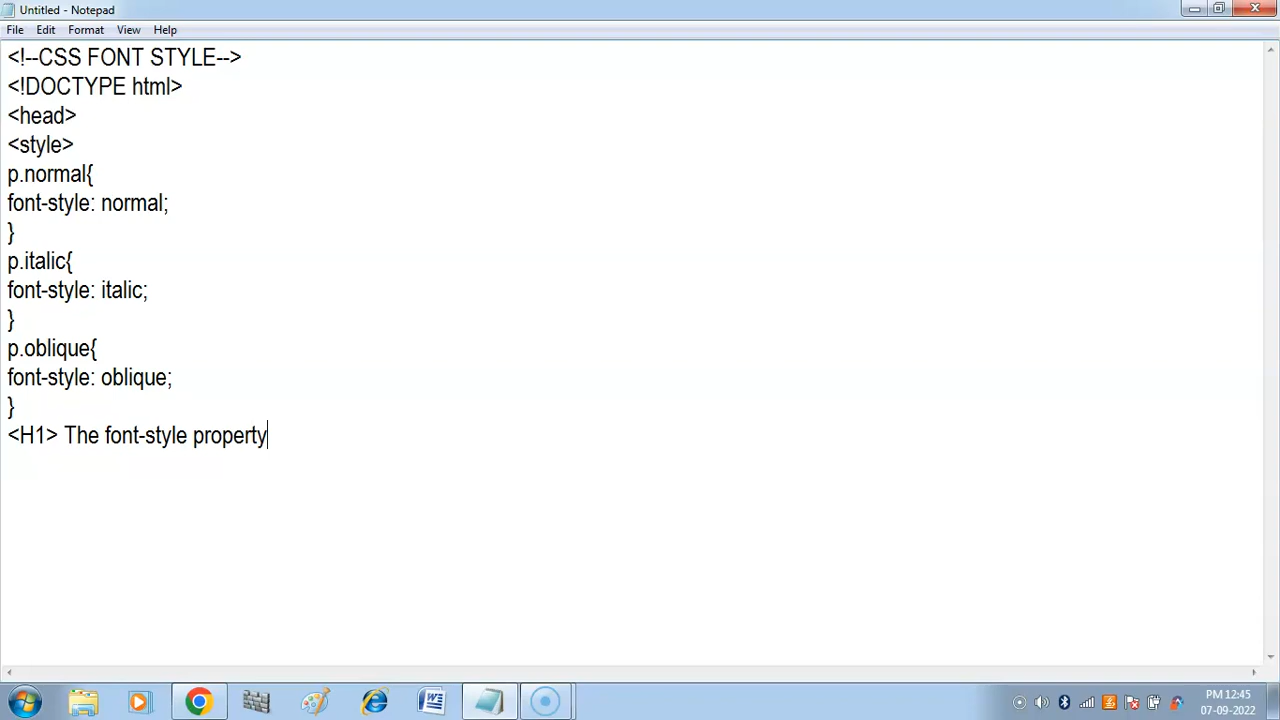 Untitled - Notepad
File Edit Format View Help
<!--CSS FONT STYLE-->
<!DOCTYPE html>
<head>
<style>
p.normal{
font-style: normal;
}
p.italic{
font-style: italic;
}
p.oblique{
font-style: oblique;
}
<H1> The font-style property
PM 12:45
07-09-2022